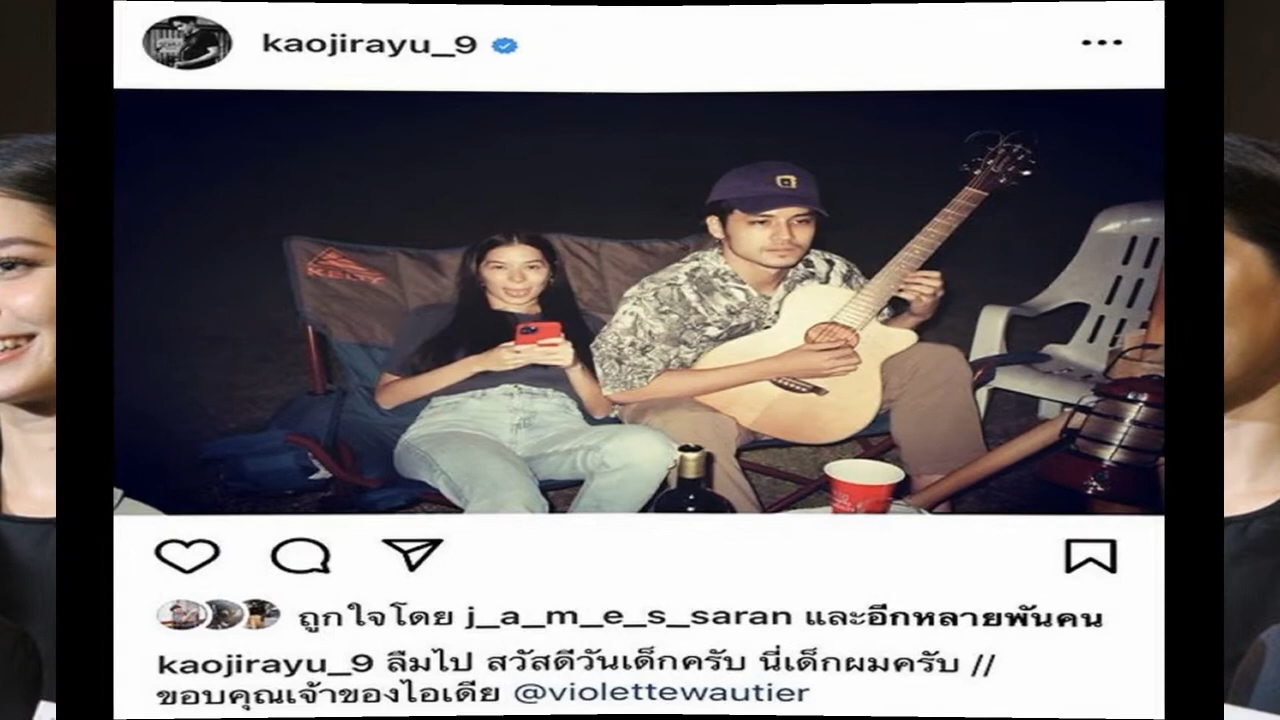 kaojirayu_9
KELTY
ถูกใจโดย j_a_m_e_s_saran และอีกหลายพันคน
kaojirayu_9 ลืมไป สวัสดีวันเด็กครับ นี่เด็กผมครับ //
ขอบคุณเจ้าของไอเดีย @violettewautier